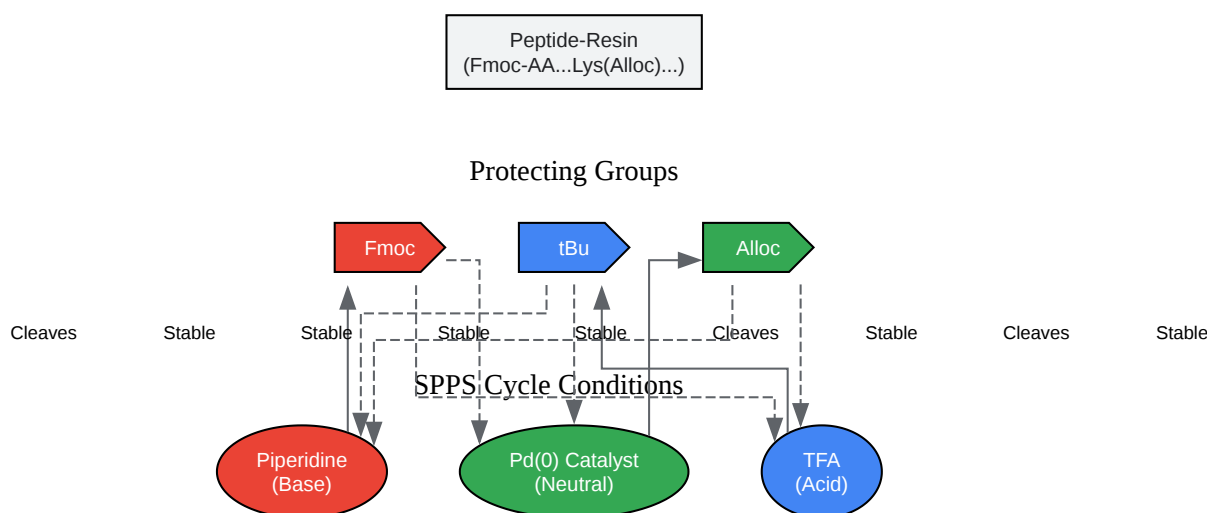 Peptide-Resin
(Fmoc-AA...Lys(Alloc)...)
Protecting Groups
Fmoc
tBu
Alloc
Cleaves
Stable
Stable
Stable
Stable
Cleaves
Stable
Cleaves
Stable
SPPS Cycle Conditions
Piperidine
(Base)
Pd(0) Catalyst
(Neutral)
TFA
(Acid)